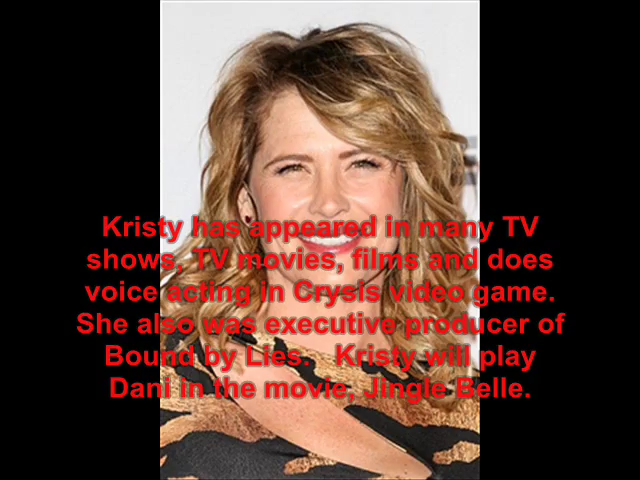 Kristy has appeared in many TV
shows, TV movies, films and does
voice acting in Crysis video game.
She also was executive producer of
Bound by Lies.   Kristy will play
Dani in the movie, Jingle Belle.